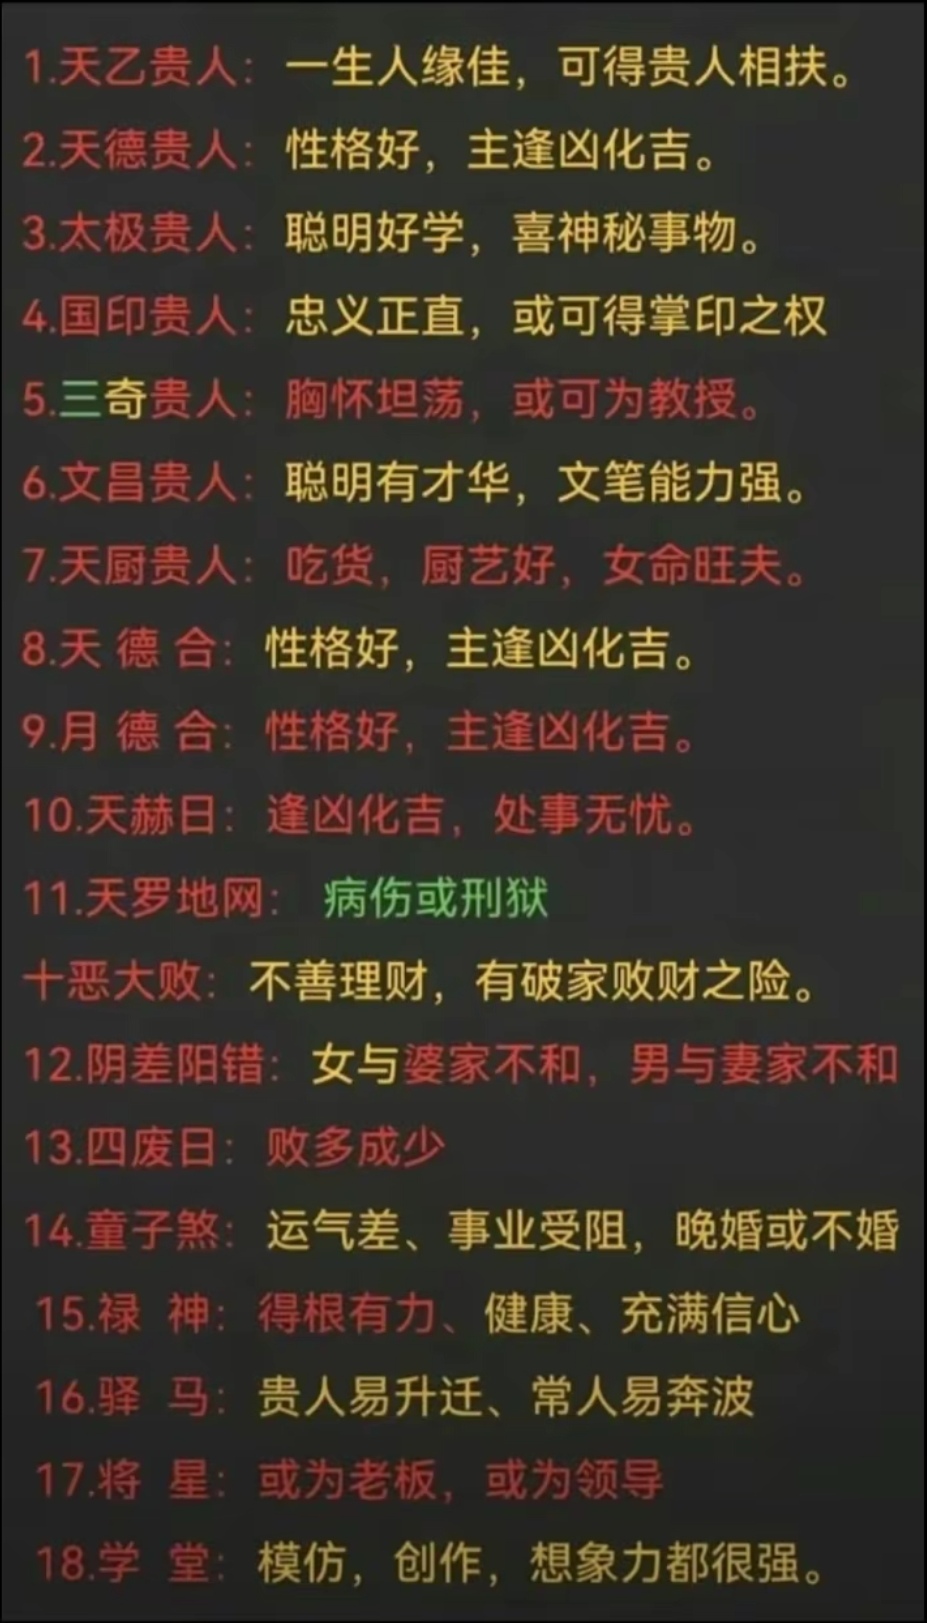 1.天乙贵人：一生人缘佳，可得贵人相扶。
2.天德贵人：性格好，主逢凶化吉。
3.太极贵人：聪明好学，喜神秘事物。
4.国印贵人：忠义正直，或可得掌印之权
5.三奇贵人：胸怀坦荡，或可为教授。
6.文昌贵人：聪明有才华，文笔能力强。
7.天厨贵人：吃货，厨艺好，女命旺夫。
8.天 德 合：性格好，主逢凶化吉。
9.月 德 合：性格好，主逢凶化吉。
10.天赫日：逢凶化吉，处事无忧。
11.天罗地网： 病伤或刑狱
十恶大败：不善理财，有破家败财之险。
12.阴差阳错：女与婆家不和，男与妻家不和
13.四废日：败多成少
14.童子煞：运气差、事业受阻，晚婚或不婚
15.禄 神：得根有力、健康、充满信心
16.驿 马：贵人易升迁、常人易奔波
17.将 星：或为老板，或为领导
18.学 堂：模仿，创作，想象力都很强。